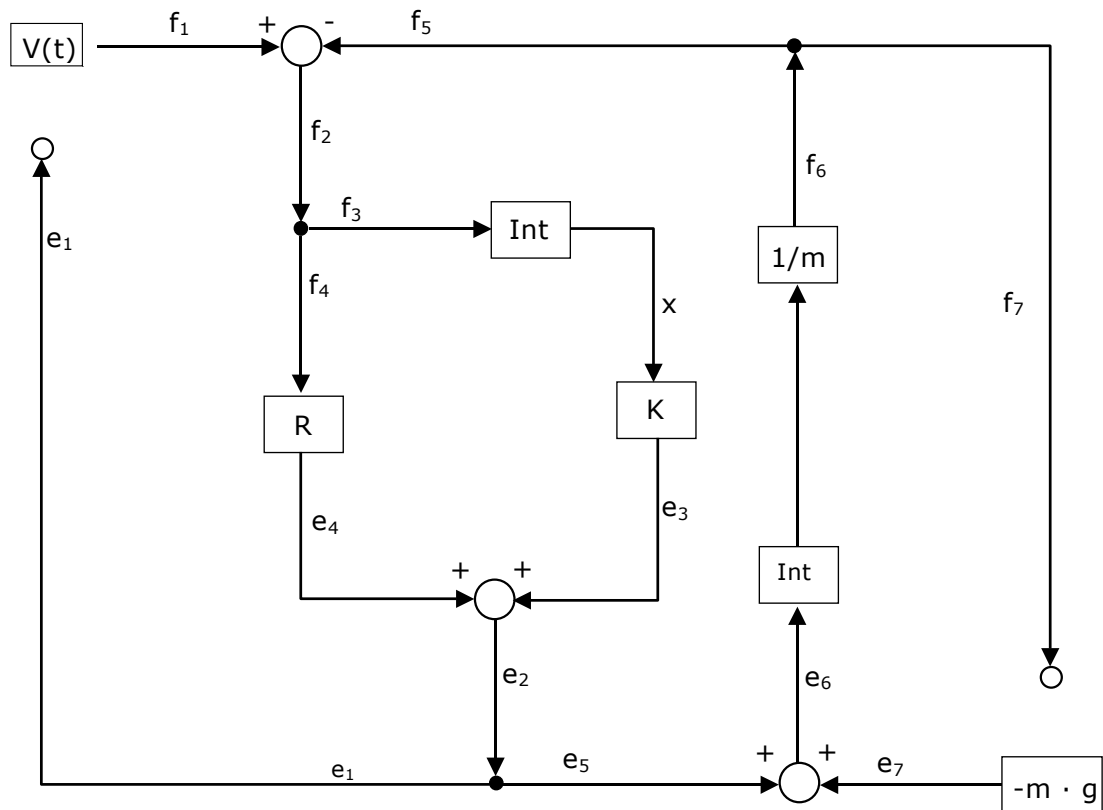 V(t)
f₁
+
-
f₅
f₂
e₁
f₃
Int
f₆
1/m
f₄
x
f₇
R
K
e₄
e₃
+
+
Int
e₂
e₆
e₁
e₅
+
+
e₇
-m · g